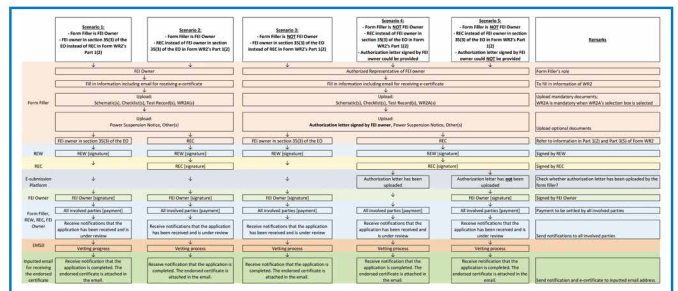 Scenario 1:
- Form Filler is FEI Owner
- FEI owner in section 35(3) of the EO instead of REC in Form WR2's Part 1(2)
Scenario 2:
- Form Filler is FEI Owner
- REC instead of FEI owner in section 35(3) of the EO in Form WR2's Part 1(2)
Scenario 3:
- Form Filler is NOT FEI Owner
- FEI owner in section 35(3) of the EO instead of REC in Form WR2's Part 1(2)
Scenario 4:
- Form Filler is NOT FEI Owner
- REC instead of FEI owner in section 35(3) of the EO in Form WR2's Part 1(2)
- Authorization letter signed by FEI owner could be provided
Scenario 5:
- Form Filler is NOT FEI Owner
- REC instead of FEI owner in section 35(3) of the EO in Form WR2's Part 1(2)
- Authorization letter signed by FEI owner could NOT be provided
Remarks
Form Filler
FEI Owner
Authorized Representative of FEI owner
Form Filler's role
Fill in information including email for receiving e-certificate
Fill in information including email for receiving e-certificate
To fill in information of WR2
Upload:
Schematic(s), Checklist(s), Test Record(s), WR2A(s)
Upload:
Schematic(s), Checklist(s), Test Record(s), WR2A(s)
Upload mandatory documents;
WR2A is mandatory when WR2A's selection box is selected
Upload:
Power Suspension Notice, Other(s)
Upload:
Authorization letter signed by FEI owner, Power Suspension Notice, Other(s)
Upload optional documents
FEI owner in section 35(3) of the EO
REC
FEI owner in section 35(3) of the EO
REC
Refer to information in Part 1(2) and Part 3(5) of Form WR2
REW
REW [signature]
REW [signature]
REW [signature]
REW [signature]
Signed by REW
REC
REC [signature]
REC [signature]
Signed by REC
E-submission Platform
Authorisation letter has been uploaded
Authorisation letter has not been uploaded
Check whether authorisation letter has been uploaded by the form filler?
FEI Owner
FEI Owner [signature]
FEI Owner [signature]
FEI Owner [signature]
FEI Owner [signature]
Signed by FEI Owner
Form Filler, REW, REC, FEI Owner
All involved parties [payment]
All involved parties [payment]
All involved parties [payment]
All involved parties [payment]
All involved parties [payment]
Payment to be settled by all involved parties
Receive notifications that the application has been received and is under review
Receive notifications that the application has been received and is under review
Receive notifications that the application has been received and is under review
Receive notifications that the application has been received and is under review
Receive notifications that the application has been received and is under review
Send notifications to all involved parties
EMSD
Vetting progress
Vetting process
Vetting process
Vetting process
Vetting process
Inputted email for receiving the endorsed certificate
Receive notification that the application is completed. The endorsed certificate is attached in the email.
Receive notification that the application is completed. The endorsed certificate is attached in the email.
Receive notification that the application is completed. The endorsed certificate is attached in the email.
Receive notification that the application is completed. The endorsed certificate is attached in the email.
Receive notification that the application is completed. The endorsed certificate is attached in the email.
Send notification and e-certificate to inputted email address